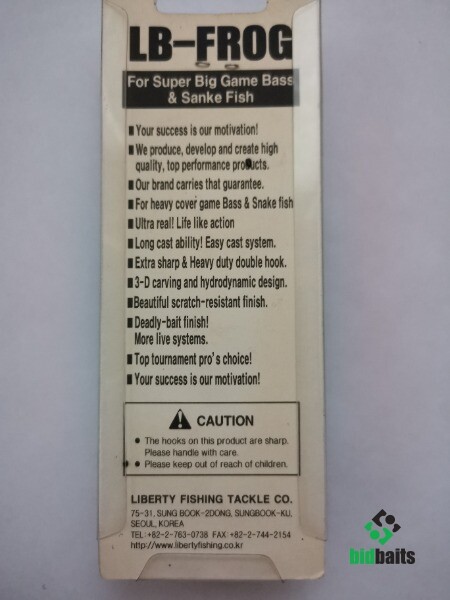 LB-FROG
For Super Big Game Bass
& Sanke Fish
Your success is our motivation!
We produce, develop and create high
quality, top performance products.
Our brand carries that guarantee.
For heavy cover game Bass & Snake fish
Ultra real! Life like action
Long cast ability! Easy cast system.
Extra sharp & Heavy duty double hook.
3-D carving and hydrodynamic design.
Beautiful scratch-resistant finish.
Deadly-bait finish!
More live systems.
Top tournament pro's choice!
Your success is our motivation!
CAUTION
The hooks on this product are sharp.
Please handle with care.
Please keep out of reach of children.
LIBERTY FISHING TACKLE CO.
75-31, SUNG BOOK-2DONG, SUNGBOOK-KU,
SEOUL, KOREA
TEL:+82-2-763-0738 FAX:+82-2-744-2154
http://www.libertyfishing.co.kr
bidbaits